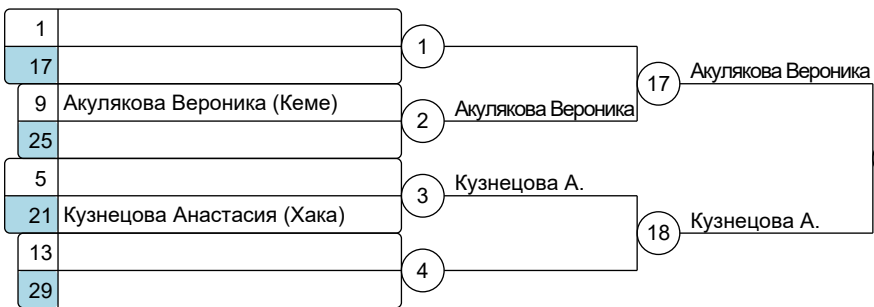 1
1
17
17 Акулякова Вероника
9 Акулякова Вероника (Кеме)
2 Акулякова Вероника
25
5
3 Кузнецова А.
21 Кузнецова Анастасия (Хака)
18 Кузнецова А.
13
4
29